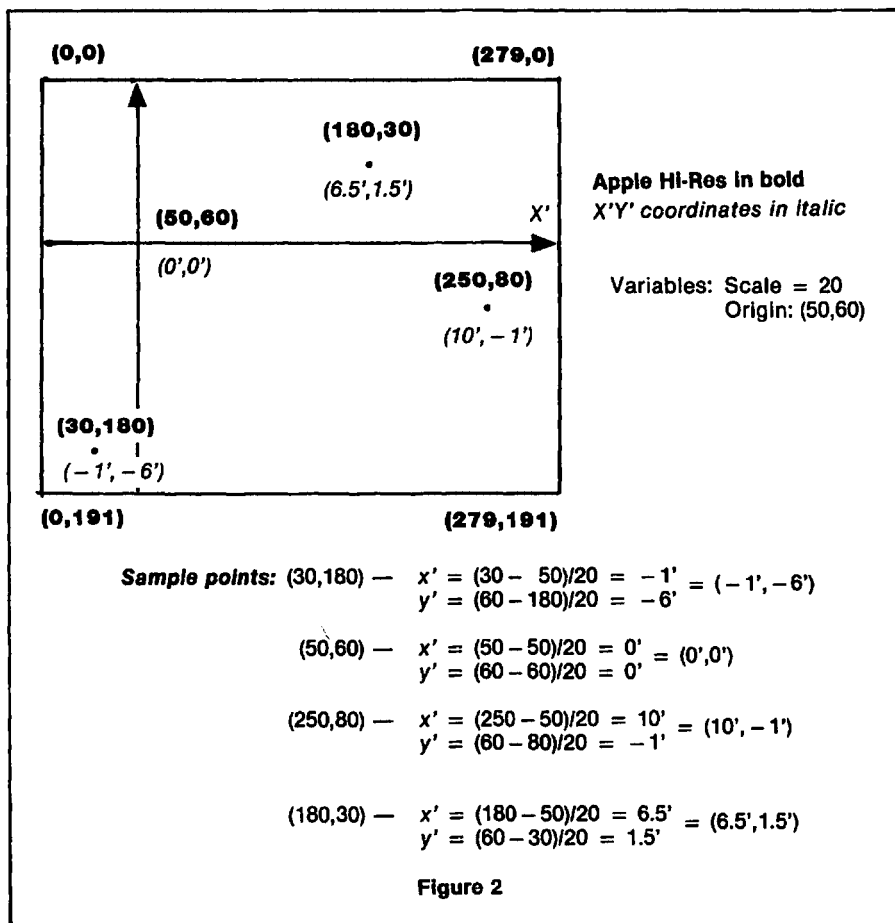 (0,0) (279,0)
(180,30)
(6.5',1.5')
Apple Hi-Res in bold
X'Y' coordinates in italic
(50,60) X'
(0',0')
(250,80)
(10', – 1')
Variables: Scale = 20
Origin: (50,60)
(30,180)
(– 1', – 6')
(0,191) (279,191)
Sample points: (30,180) — x' = (30 – 50)/20 = – 1' = (– 1', – 6')
y' = (60 – 180)/20 = – 6'
(50,60) — x' = (50 – 50)/20 = 0' = (0',0')
y' = (60 – 60)/20 = 0'
(250,80) — x' = (250 – 50)/20 = 10' = (10', – 1')
y' = (60 – 80)/20 = – 1'
(180,30) — x' = (180 – 50)/20 = 6.5' = (6.5',1.5')
y' = (60 – 30)/20 = 1.5'
Figure 2